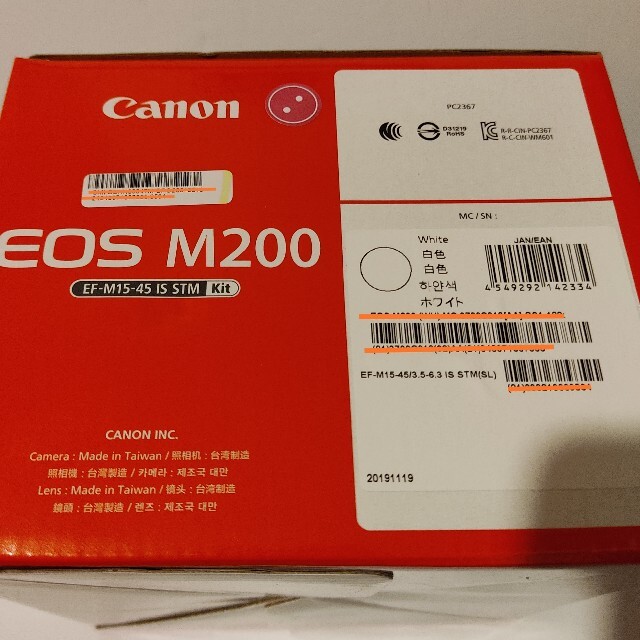 Canon
EOS M200
EF-M15-45 IS STM Kit
CANON INC.
Camera : Made in Taiwan / 照相机 : 台湾制造
照相機 : 台灣製造 / 카메라 : 제조국 대만
Lens : Made in Taiwan / 镜头 : 台湾制造
鏡頭 : 台灣製造 / 렌즈 : 제조국 대만
PC2367
D31219
RoHS
R-R-CIN-PC2367
R-C-CIN-WM601
MC / SN :
White
白色
白色
하얀색
ホワイト
JAN/EAN
4 549292 142334
EF-M15-45/3.5-6.3 IS STM(SL)
20191119